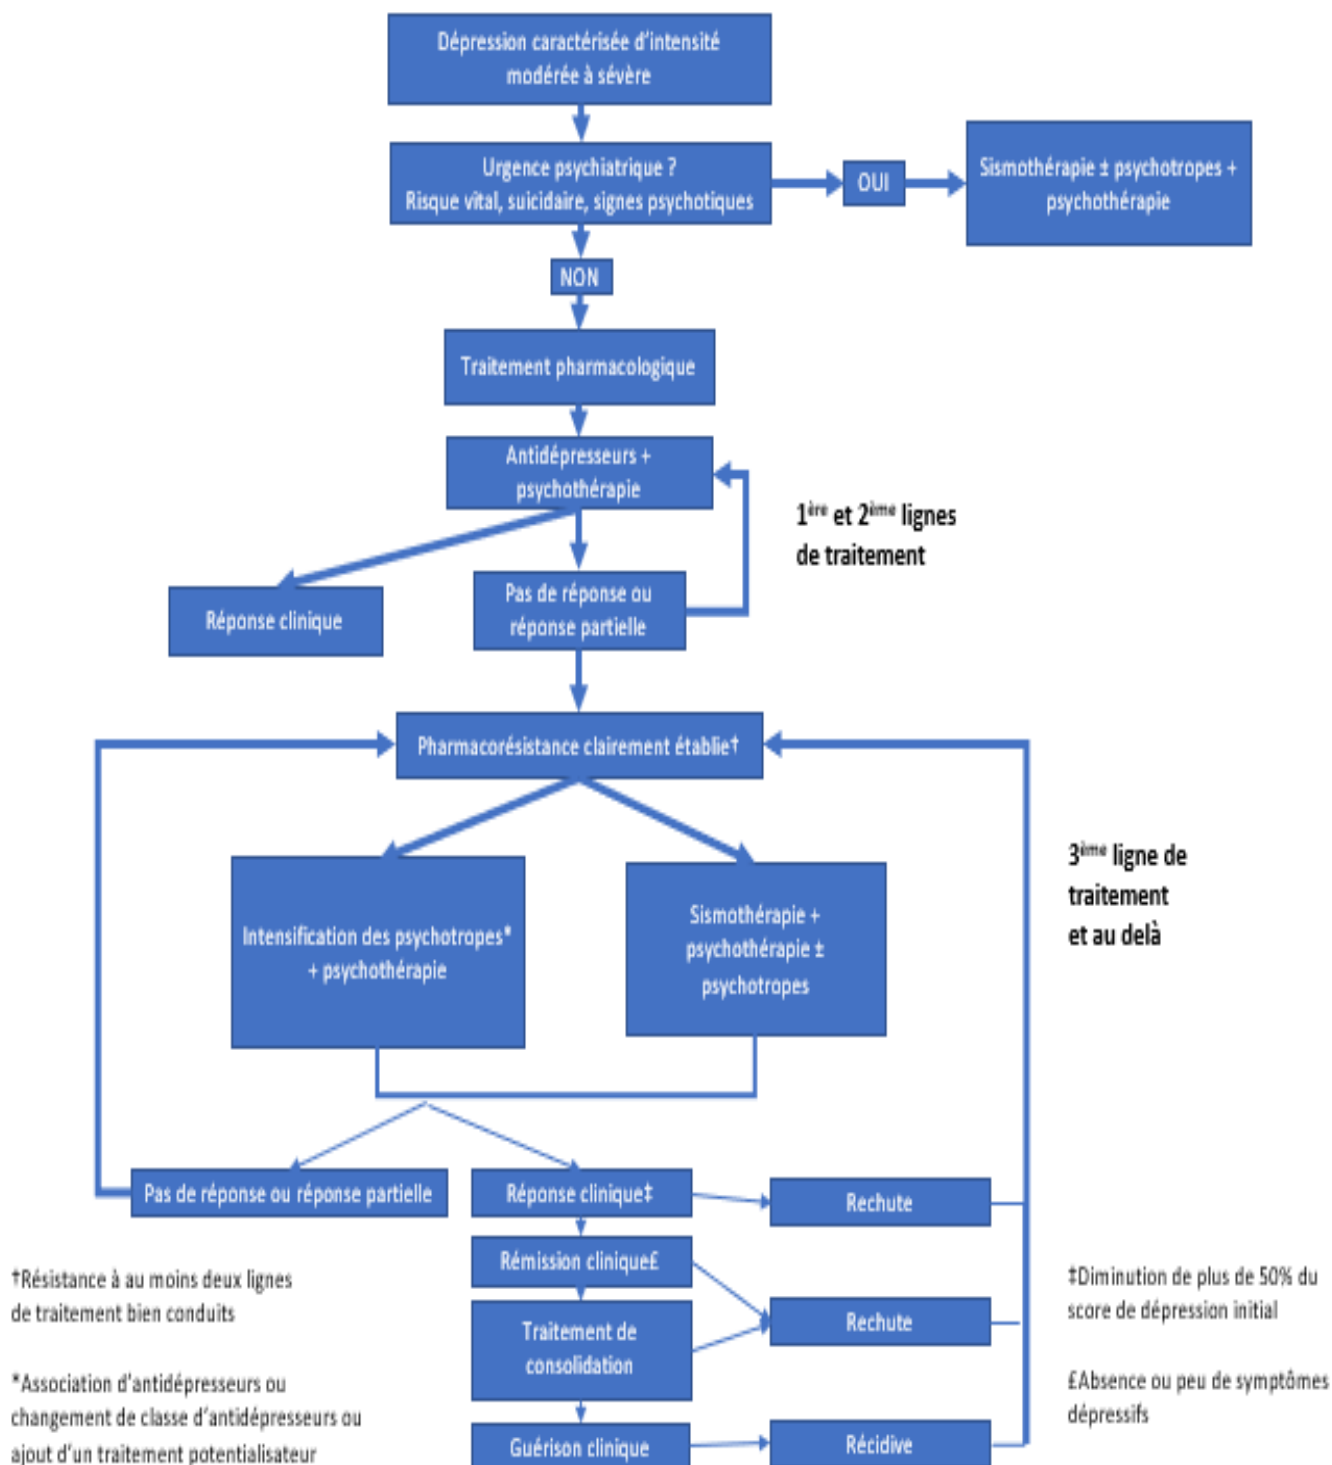 Dépression caractérisée d'intensité
modérée à sévère
Urgence psychiatrique ?
Risque vital, suicidaire, signes psychotiques
OUI
Sismothérapie ± psychotropes +
psychothérapie
NON
Traitement pharmacologique
Antidépresseurs +
psychothérapie
1ère et 2ème lignes
de traitement
Réponse clinique
Pas de réponse ou
réponse partielle
Pharmacorésistance clairement établie†
Intensification des psychotropes*
+ psychothérapie
Sismothérapie +
psychothérapie ±
psychotropes
3ème ligne de
traitement
et au delà
Pas de réponse ou réponse partielle
Réponse clinique‡
Rechute
Rémission clinique£
Rechute
Traitement de
consolidation
Guérison clinique
Récidive
†Résistance à au moins deux lignes
de traitement bien conduits
*Association d'antidépresseurs ou
changement de classe d'antidépresseurs ou
ajout d'un traitement potentialisateur
‡Diminution de plus de 50% du
score de dépression initial
£Absence ou peu de symptômes
dépressifs